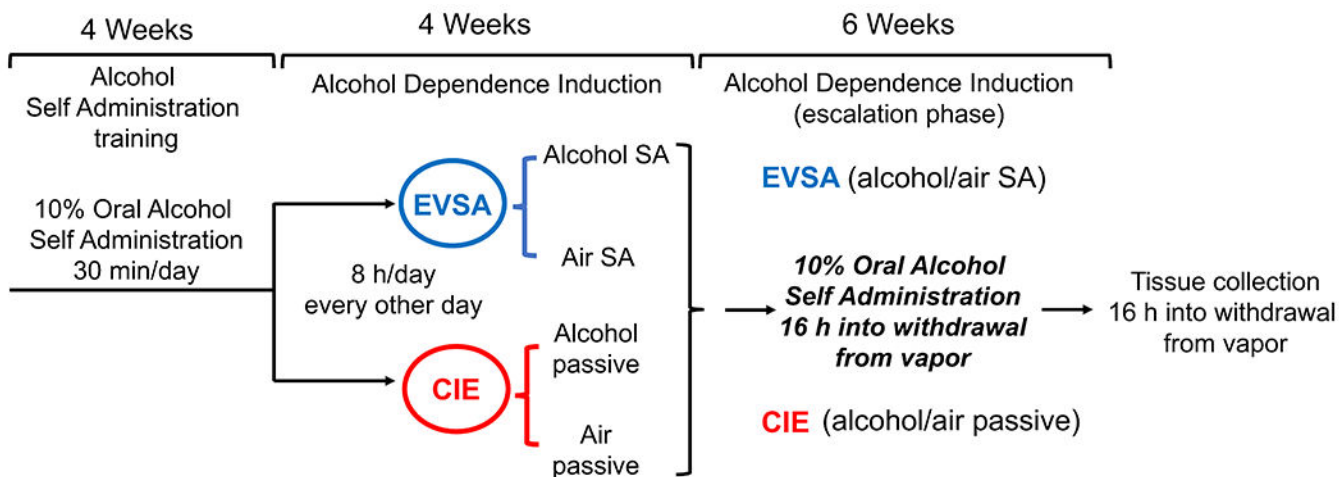 4 Weeks
4 Weeks
6 Weeks
Alcohol
Self Administration
training
Alcohol Dependence Induction
Alcohol Dependence Induction
(escalation phase)
10% Oral Alcohol
Self Administration
30 min/day
EVSA
Alcohol SA
Air SA
8 h/day
every other day
CIE
Alcohol
passive
Air
passive
EVSA (alcohol/air SA)
10% Oral Alcohol
Self Administration
16 h into withdrawal
from vapor
CIE (alcohol/air passive)
Tissue collection
16 h into withdrawal
from vapor